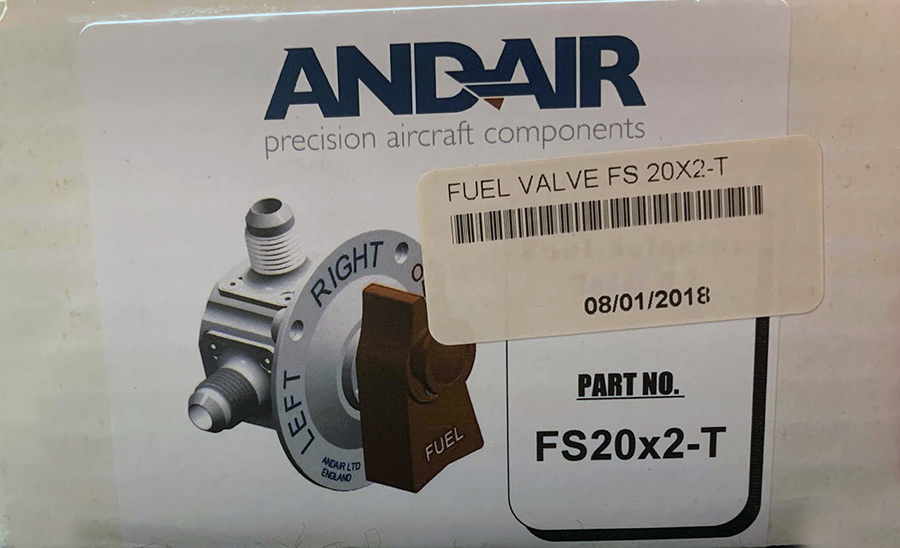 ANDAIR
precision aircraft components
FUEL VALVE FS 20X2-T
08/01/2018
RIGHT
LEFT
FUEL
ANDAIR LTD
ENGLAND
PART NO.
FS20x2-T